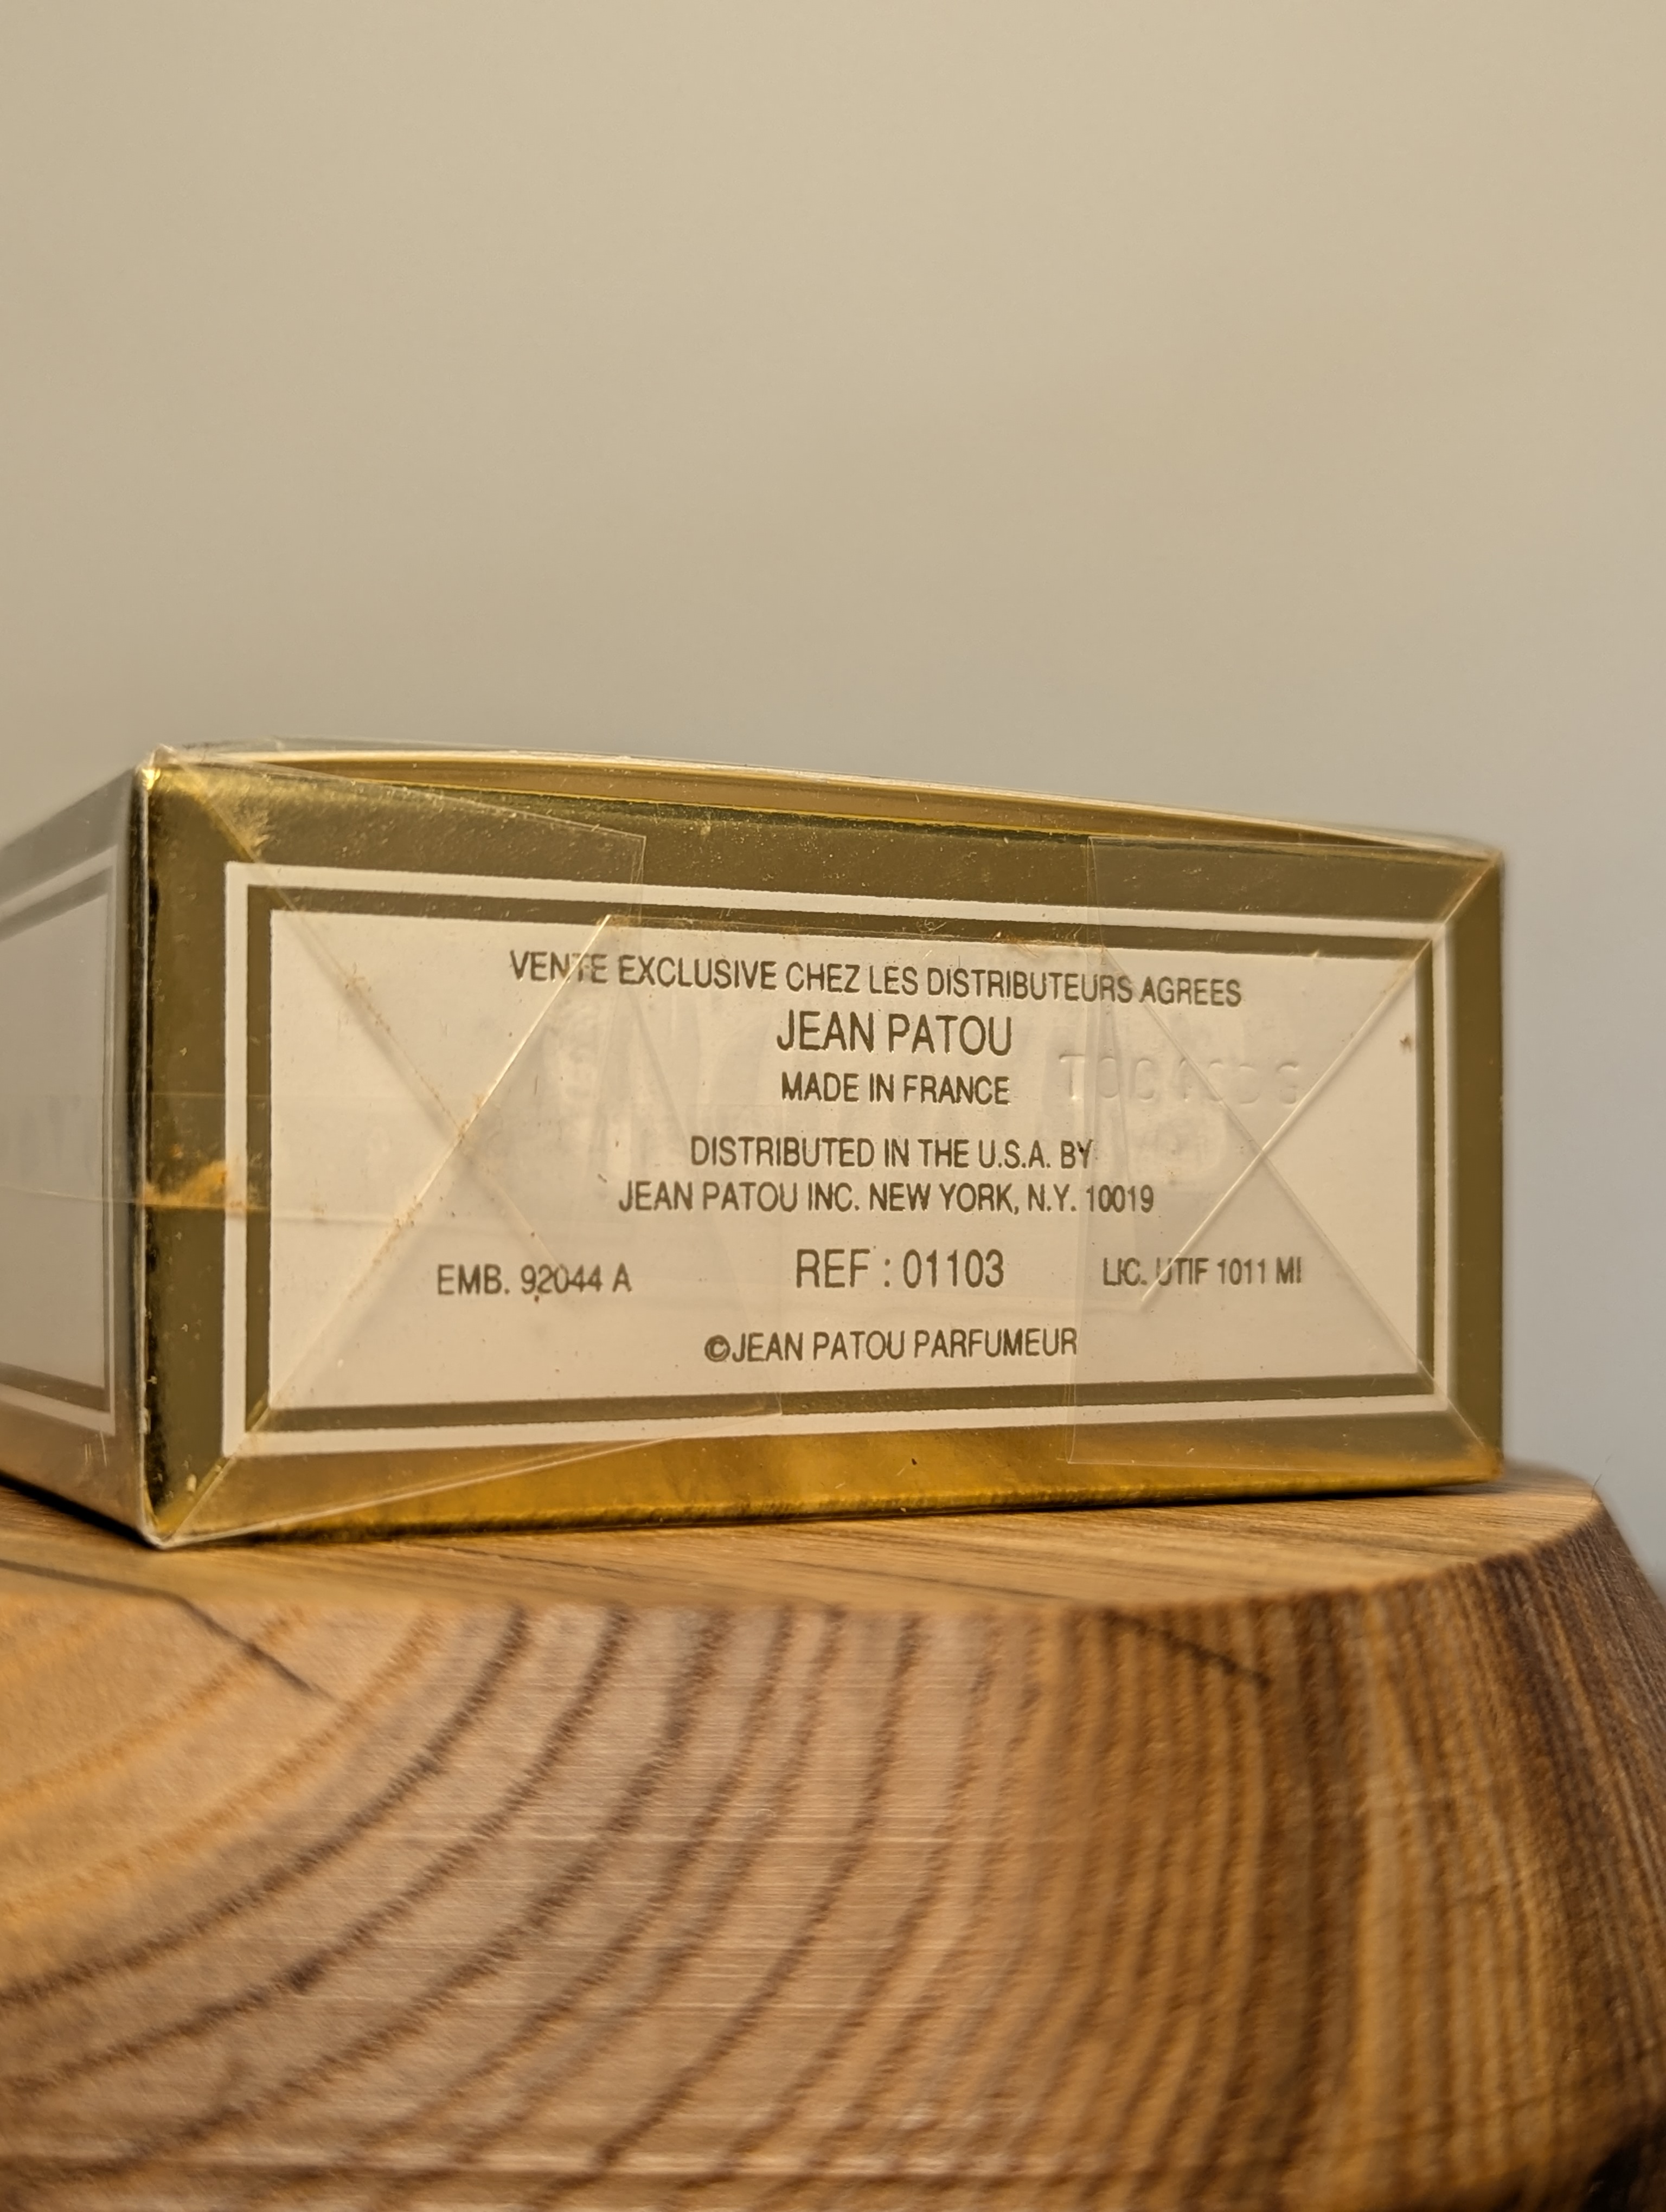 VENTE EXCLUSIVE CHEZ LES DISTRIBUTEURS AGREES
JEAN PATOU
MADE IN FRANCE
DISTRIBUTED IN THE U.S.A. BY
JEAN PATOU INC. NEW YORK, N.Y. 10019
EMB. 92044 A REF : 01103 LIC. UTIF 1011 MI
©JEAN PATOU PARFUMEUR